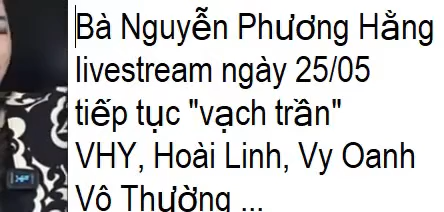 Bà Nguyễn Phương Hằng
livestream ngày 25/05
tiếp tục "vạch trần"
VHY, Hoài Linh, Vy Oanh
Vô Thường ...